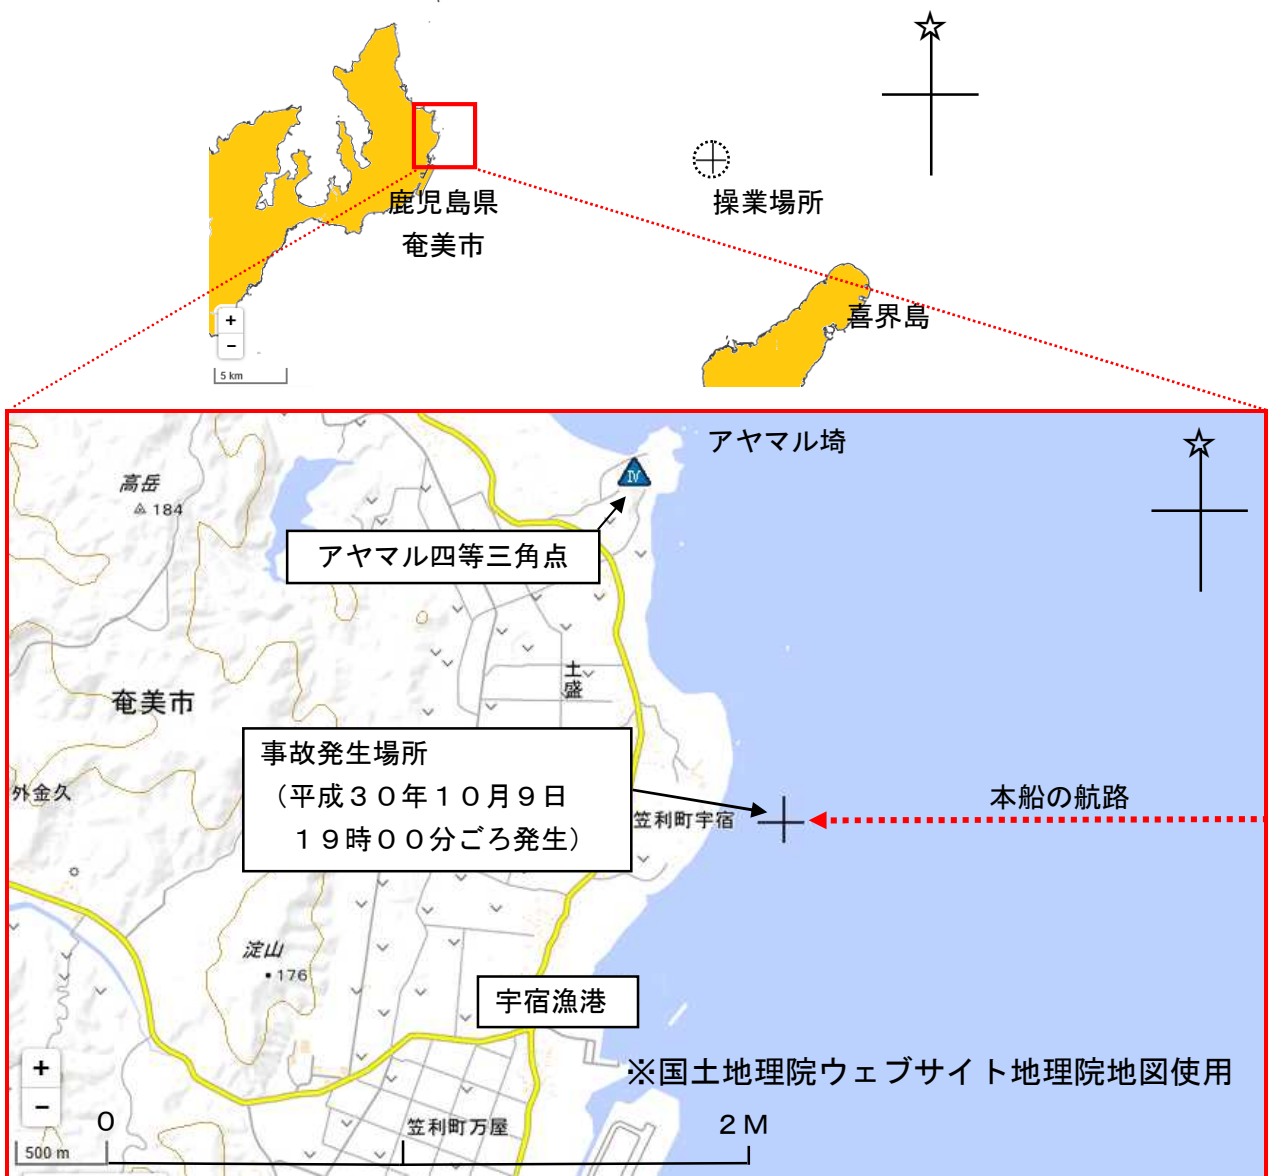 鹿児島県
奄美市
操業場所
喜界島
+
−
5 km
アヤマル埼
高岳
184
Ⅳ
アヤマル四等三角点
土盛
奄美市
事故発生場所
（平成３０年１０月９日
１９時００分ごろ発生）
外金久
笠利町宇宿
本船の航路
淀山
176
宇宿漁港
※国土地理院ウェブサイト地理院地図使用
+
−
０
２Ｍ
笠利町万屋
500 m